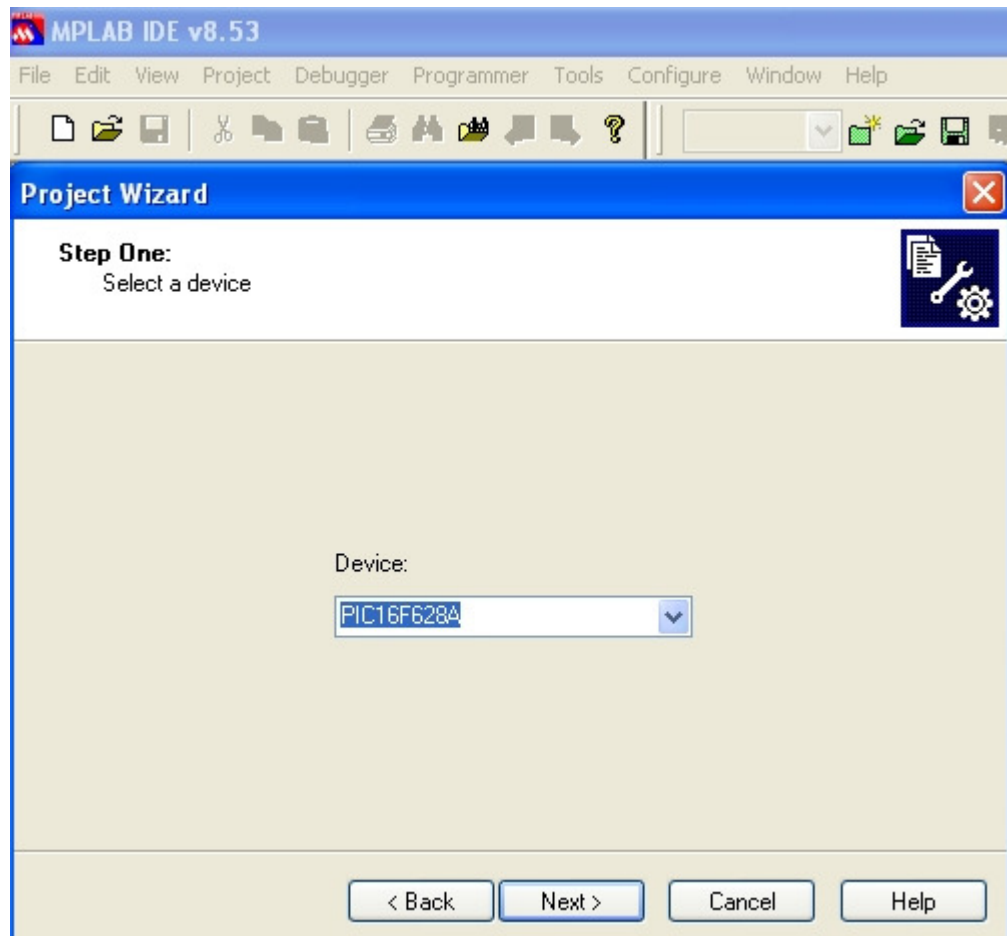 MPLAB IDE v8.53
File Edit View Project Debugger Programmer Tools Configure Window Help
Project Wizard
Step One:
Select a device
Device:
PIC16F628A
< Back Next > Cancel Help